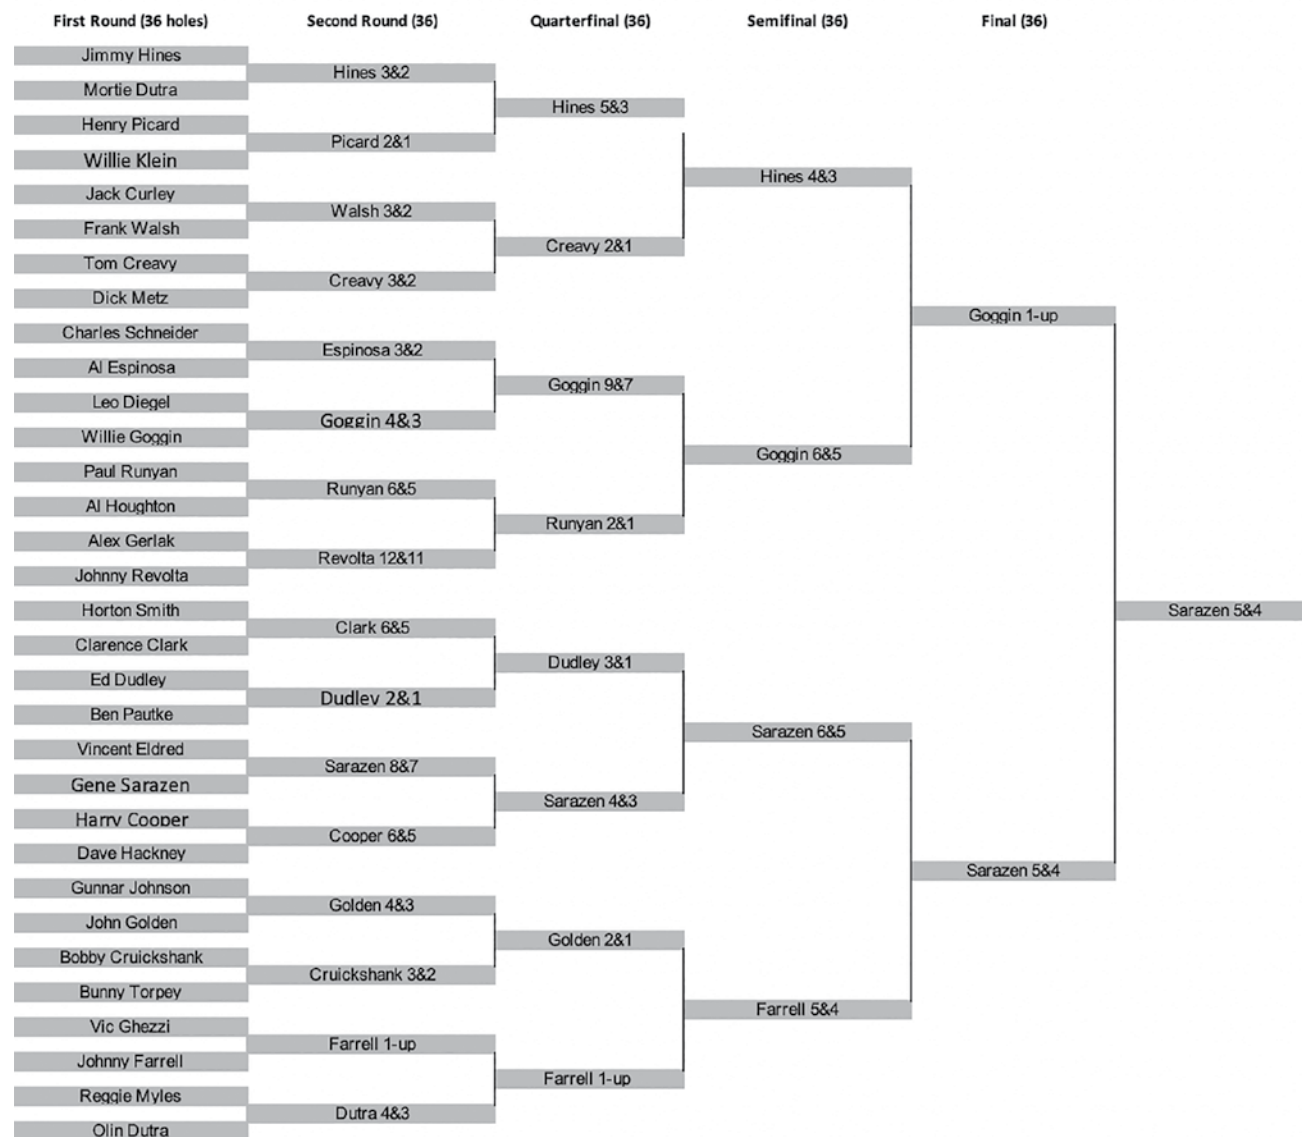 First Round (36 holes)
Second Round (36)
Quarterfinal (36)
Semifinal (36)
Final (36)
Jimmy Hines
Mortie Dutra
Henry Picard
Willie Klein
Jack Curley
Frank Walsh
Tom Creavy
Dick Metz
Charles Schneider
Al Espinosa
Leo Diegel
Willie Goggin
Paul Runyan
Al Houghton
Alex Gerlak
Johnny Revolta
Horton Smith
Clarence Clark
Ed Dudley
Ben Pautke
Vincent Eldred
Gene Sarazen
Harry Cooper
Dave Hackney
Gunnar Johnson
John Golden
Bobby Cruickshank
Bunny Torpey
Vic Ghezzi
Johnny Farrell
Reggie Myles
Olin Dutra
Hines 3&2
Picard 2&1
Walsh 3&2
Creavy 3&2
Espinosa 3&2
Goggin 4&3
Runyan 6&5
Revolta 12&11
Clark 6&5
Dudley 2&1
Sarazen 8&7
Cooper 6&5
Golden 4&3
Cruickshank 3&2
Farrell 1-up
Dutra 4&3
Hines 5&3
Creavy 2&1
Goggin 9&7
Runyan 2&1
Dudley 3&1
Sarazen 4&3
Golden 2&1
Farrell 1-up
Hines 4&3
Goggin 6&5
Sarazen 6&5
Farrell 5&4
Goggin 1-up
Sarazen 5&4
Sarazen 5&4